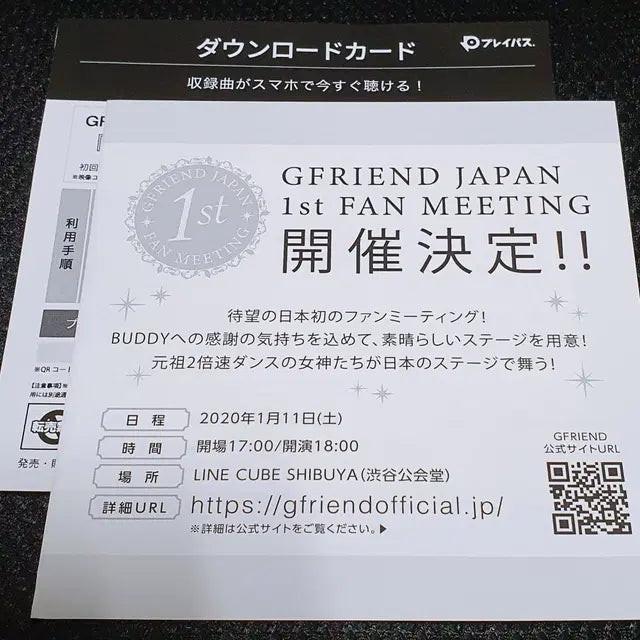 ダウンロードカード
プレイパス
収録曲がスマホで今すぐ聴ける！
初回
利用手順
※QRコード
【注意事項】
発売・
GFRIEND JAPAN
1st
FAN MEETING
GFRIEND JAPAN
1st FAN MEETING
開催決定!!
待望の日本初のファンミーティング！
BUDDYへの感謝の気持ちを込めて、素晴らしいステージを用意！
元祖2倍速ダンスの女神たちが日本のステージで舞う！
日程 2020年1月11日(土)
時間 開場17:00/開演18:00
場所 LINE CUBE SHIBUYA(渋谷公会堂)
詳細URL https://gfriendofficial.jp/
※詳細は公式サイトをご覧ください。▶
GFRIEND
公式サイトURL